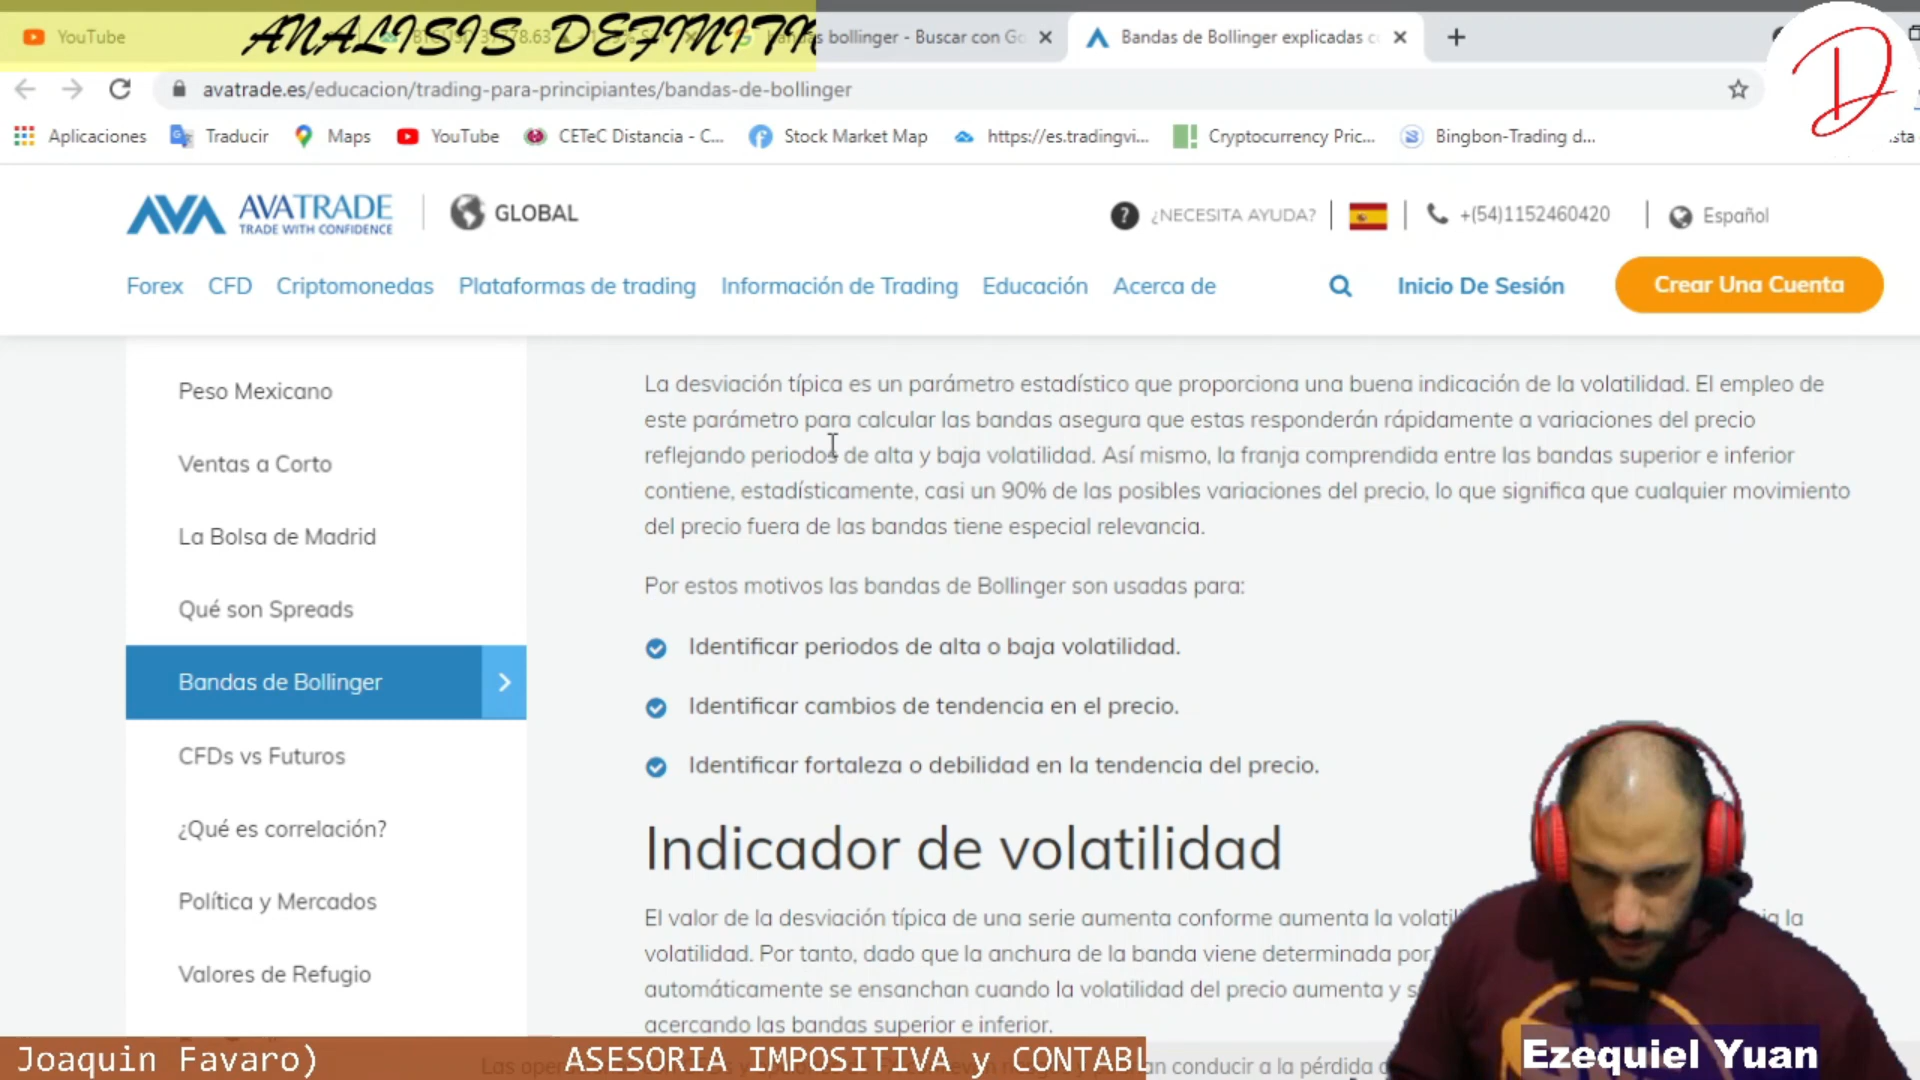 YouTube
ANALISIS DEFINITI
bollinger - Buscar con Go
Bandas de Bollinger explicadas c
avatrade.es/educacion/trading-para-principiantes/bandas-de-bollinger
Aplicaciones Traducir Maps YouTube CETeC Distancia - C... Stock Market Map https://es.tradingvi... Cryptocurrency Pric... Bingbon-Trading d...
D
AVA AVATRADE
TRADE WITH CONFIDENCE
GLOBAL
¿NECESITA AYUDA? +(54)1152460420 Español
Forex CFD Criptomonedas Plataformas de trading Información de Trading Educación Acerca de Inicio De Sesión Crear Una Cuenta
Peso Mexicano
Ventas a Corto
La Bolsa de Madrid
Qué son Spreads
Bandas de Bollinger
CFDs vs Futuros
¿Qué es correlación?
Política y Mercados
Valores de Refugio
La desviación típica es un parámetro estadístico que proporciona una buena indicación de la volatilidad. El empleo de
este parámetro para calcular las bandas asegura que estas responderán rápidamente a variaciones del precio
reflejando periodos de alta y baja volatilidad. Así mismo, la franja comprendida entre las bandas superior e inferior
contiene, estadísticamente, casi un 90% de las posibles variaciones del precio, lo que significa que cualquier movimiento
del precio fuera de las bandas tiene especial relevancia.
Por estos motivos las bandas de Bollinger son usadas para:
Identificar periodos de alta o baja volatilidad.
Identificar cambios de tendencia en el precio.
Identificar fortaleza o debilidad en la tendencia del precio.
Indicador de volatilidad
El valor de la desviación típica de una serie aumenta conforme aumenta la volatil la
volatilidad. Por tanto, dado que la anchura de la banda viene determinada por
automáticamente se ensanchan cuando la volatilidad del precio aumenta y s
acercando las bandas superior e inferior.
an conducir a la pérdida
Joaquin Favaro) ASESORIA IMPOSITIVA y CONTABL
Ezequiel Yuan